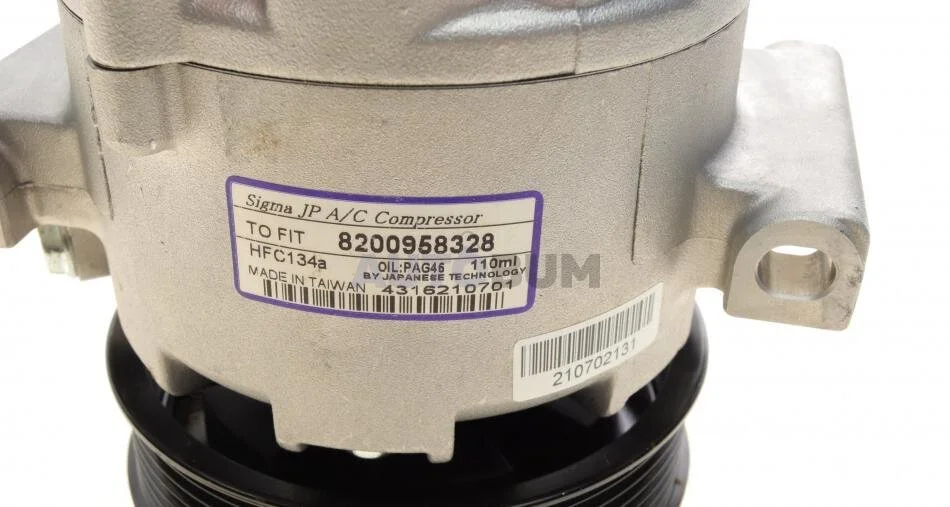 Sigma JP A/C Compressor
TO FIT 8200958328
HFC134a OIL:PAG46 110ml
BY JAPANESE TECHNOLOGY
MADE IN TAIWAN 4316210701
210702131